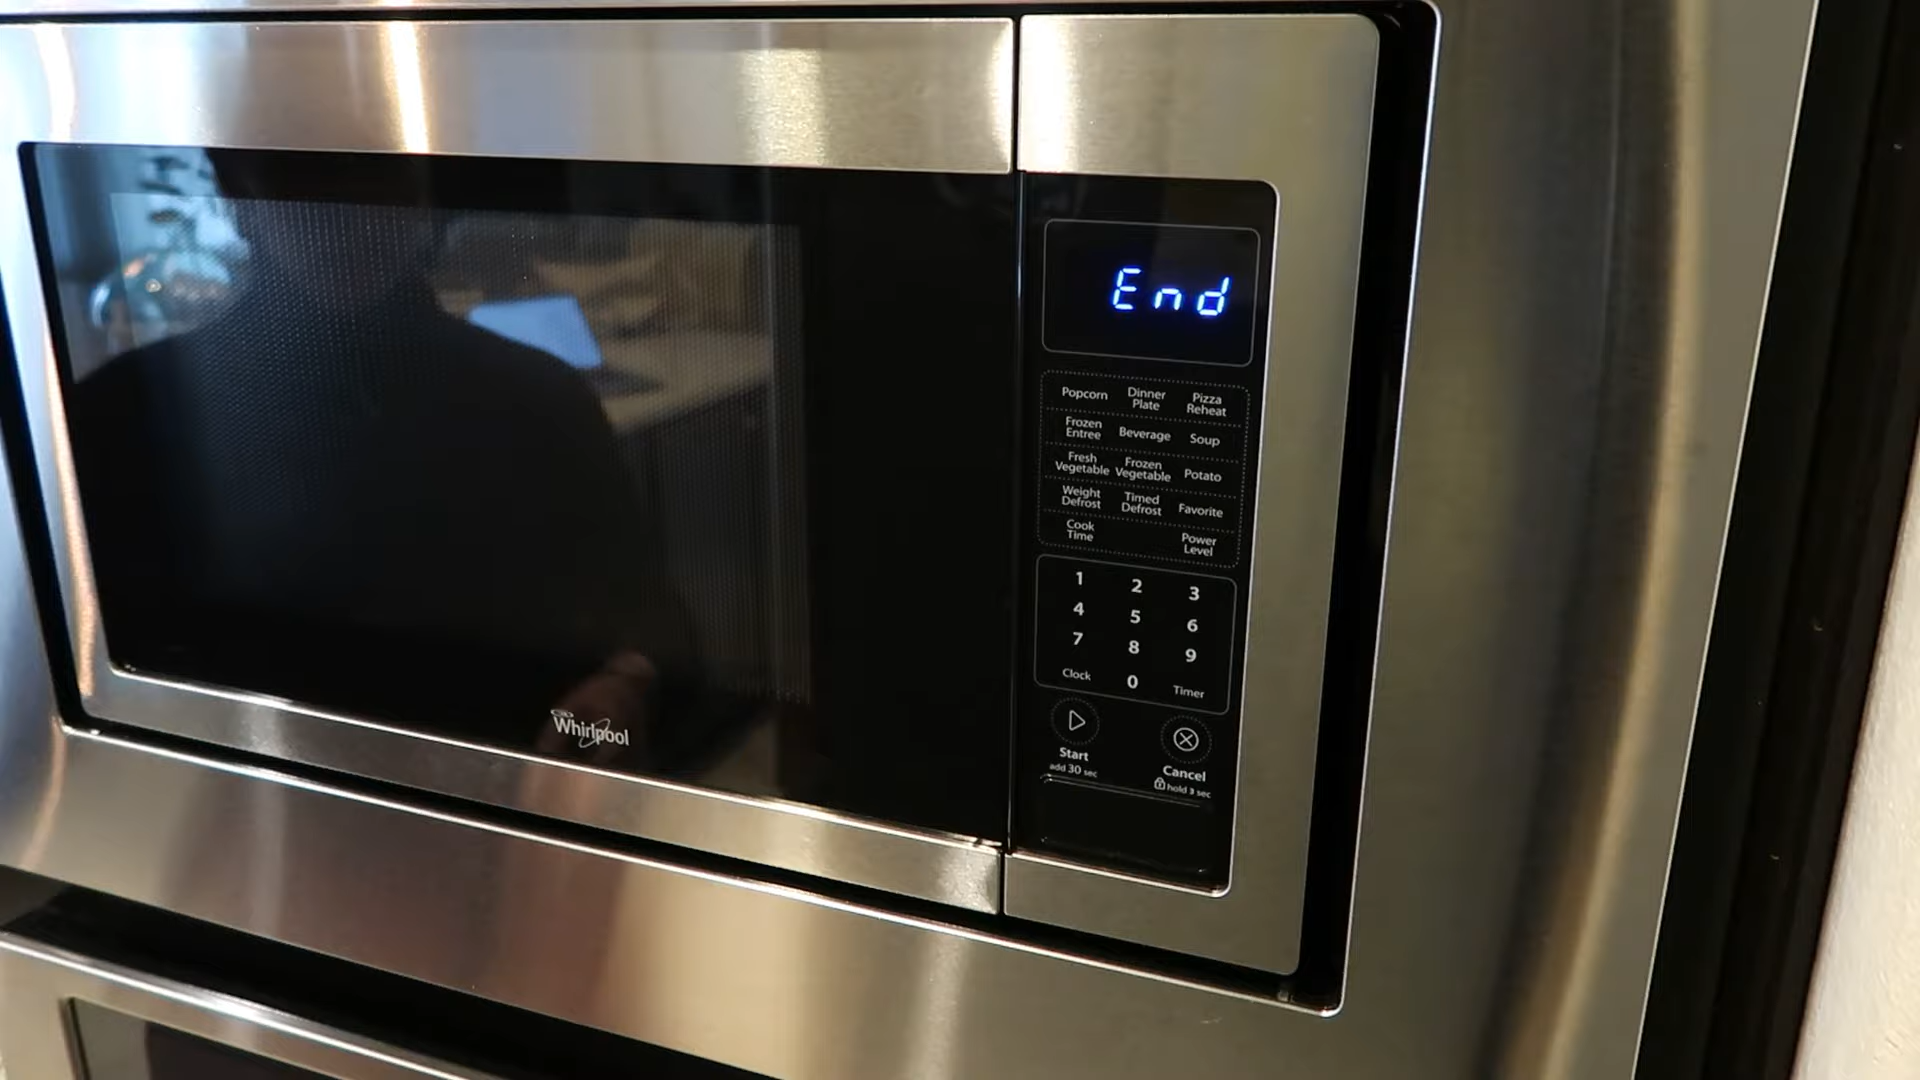 End
Popcorn
Dinner
Plate
Pizza
Reheat
Frozen
Entree
Beverage
Soup
Fresh
Vegetable
Frozen
Vegetable
Potato
Weight
Defrost
Timed
Defrost
Favorite
Cook
Time
Power
Level
1 2 3
4 5 6
7 8 9
Clock 0 Timer
Start
add 30 sec
Cancel
hold 3 sec
Whirlpool